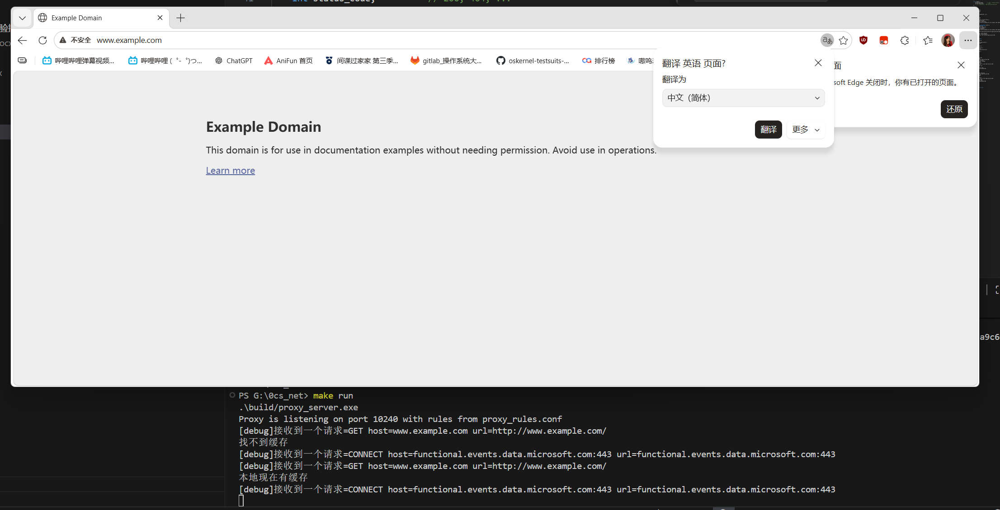 Example Domain
不安全 www.example.com
哔哩哔哩弹幕视频... 哔哩哔哩 (゜-゜)つ... ChatGPT AniFun 首页 间谍过家家 第三季... gitlab_操作系统大... oskernel-testsuits-... 排行榜 嗷呜
翻译 英语 页面?
翻译为
中文 (简体)
翻译 更多
面
soft Edge 关闭时，你有已打开的页面。
还原
Example Domain
This domain is for use in documentation examples without needing permission. Avoid use in operations.
Learn more
a9c6
PS G:\0cs_net> make run
.\build/proxy_server.exe
Proxy is listening on port 10240 with rules from proxy_rules.conf
[debug]接收到一个请求=GET host=www.example.com url=http://www.example.com/
找不到缓存
[debug]接收到一个请求=CONNECT host=functional.events.data.microsoft.com:443 url=functional.events.data.microsoft.com:443
[debug]接收到一个请求=GET host=www.example.com url=http://www.example.com/
本地现在有缓存
[debug]接收到一个请求=CONNECT host=functional.events.data.microsoft.com:443 url=functional.events.data.microsoft.com:443